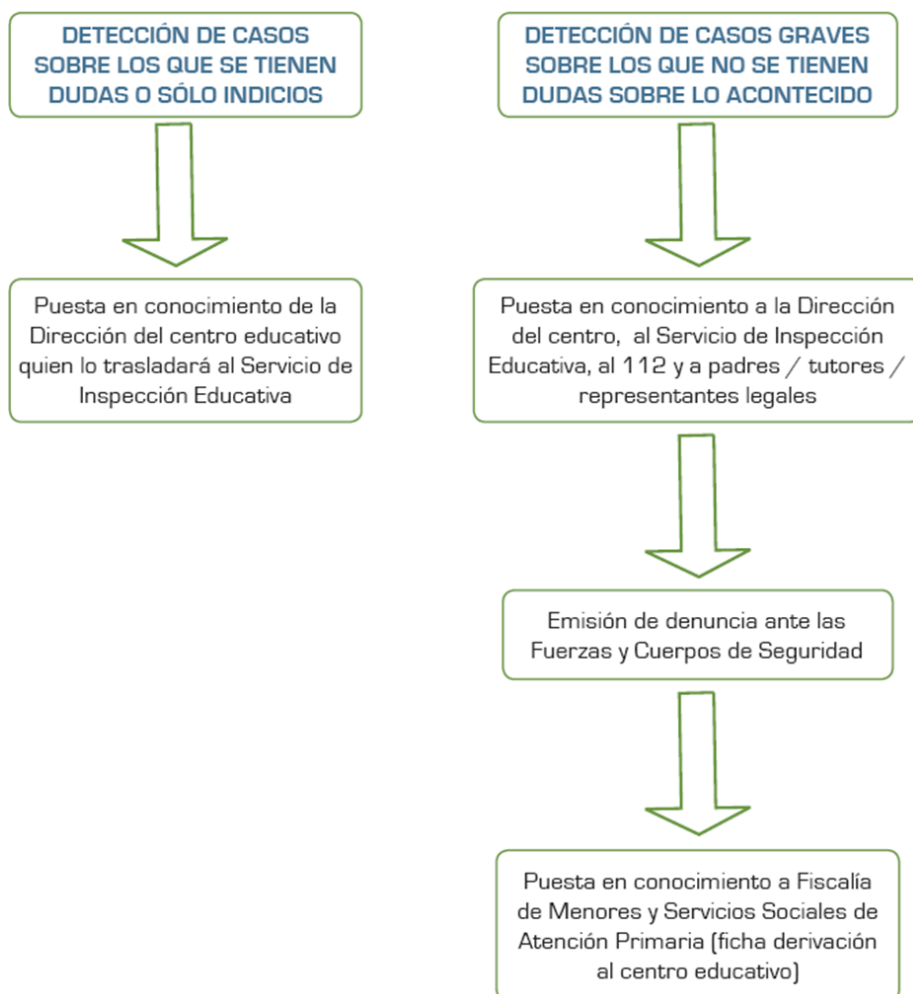 DETECCIÓN DE CASOS
SOBRE LOS QUE SE TIENEN
DUDAS O SÓLO INDICIOS
Puesta en conocimiento de la
Dirección del centro educativo
quien lo trasladará al Servicio de
Inspección Educativa
DETECCIÓN DE CASOS GRAVES
SOBRE LOS QUE NO SE TIENEN
DUDAS SOBRE LO ACONTECIDO
Puesta en conocimiento a la Dirección
del centro, al Servicio de Inspección
Educativa, al 112 y a padres / tutores /
representantes legales
Emisión de denuncia ante las
Fuerzas y Cuerpos de Seguridad
Puesta en conocimiento a Fiscalía
de Menores y Servicios Sociales de
Atención Primaria (ficha derivación
al centro educativo)